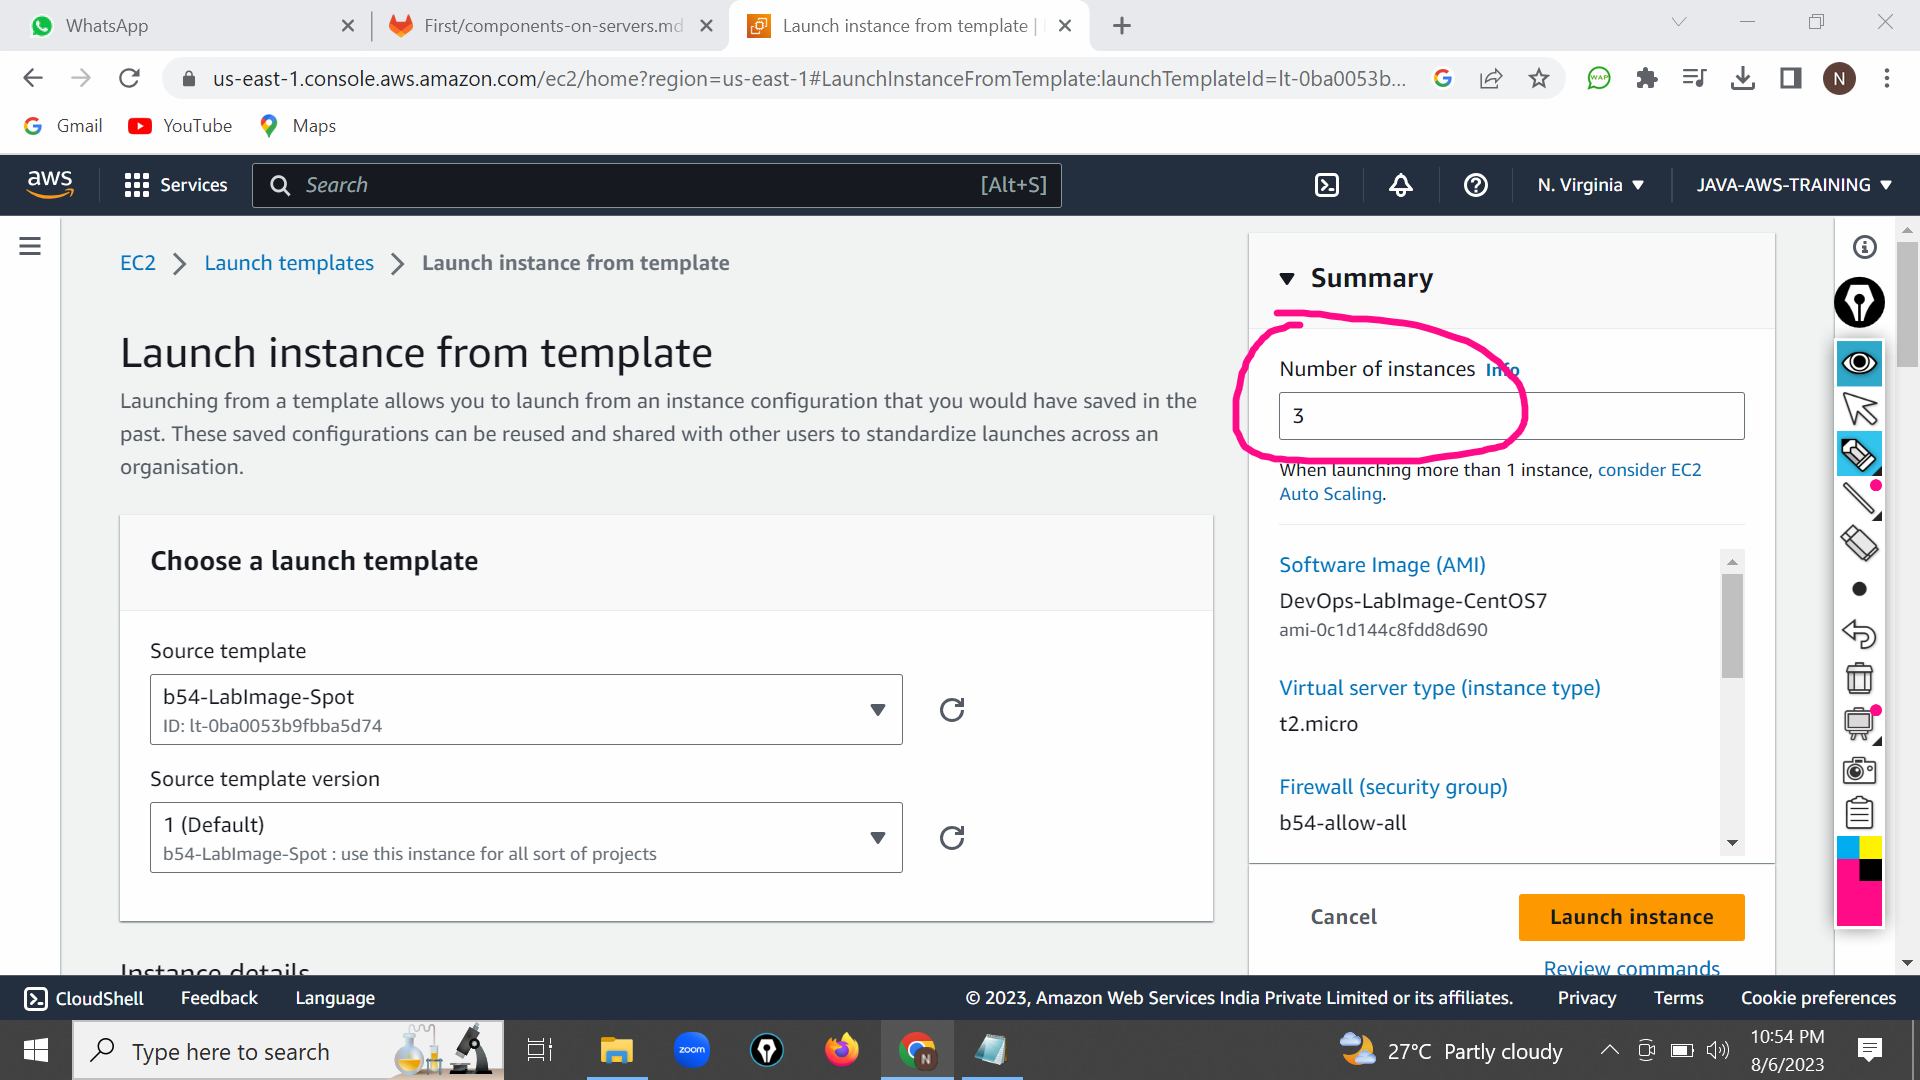 WhatsApp
First/components-on-servers.md
Launch instance from template |
us-east-1.console.aws.amazon.com/ec2/home?region=us-east-1#LaunchInstanceFromTemplate:launchTemplateId=lt-0ba0053b...
WAP
N
Gmail
YouTube
Maps
aws
Services
Search
[Alt+S]
N. Virginia
JAVA-AWS-TRAINING
EC2
Launch templates
Launch instance from template
Launch instance from template
Launching from a template allows you to launch from an instance configuration that you would have saved in the
past. These saved configurations can be reused and shared with other users to standardize launches across an
organisation.
Choose a launch template
Source template
b54-LabImage-Spot
ID: lt-0ba0053b9fbba5d74
Source template version
1 (Default)
b54-LabImage-Spot : use this instance for all sort of projects
Instance details
Summary
Number of instances Info
3
When launching more than 1 instance, consider EC2
Auto Scaling.
Software Image (AMI)
DevOps-LabImage-CentOS7
ami-0c1d144c8fdd8d690
Virtual server type (instance type)
t2.micro
Firewall (security group)
b54-allow-all
Cancel
Launch instance
Review commands
CloudShell
Feedback
Language
© 2023, Amazon Web Services India Private Limited or its affiliates.
Privacy
Terms
Cookie preferences
Type here to search
zoom
N
27°C Partly cloudy
10:54 PM
8/6/2023